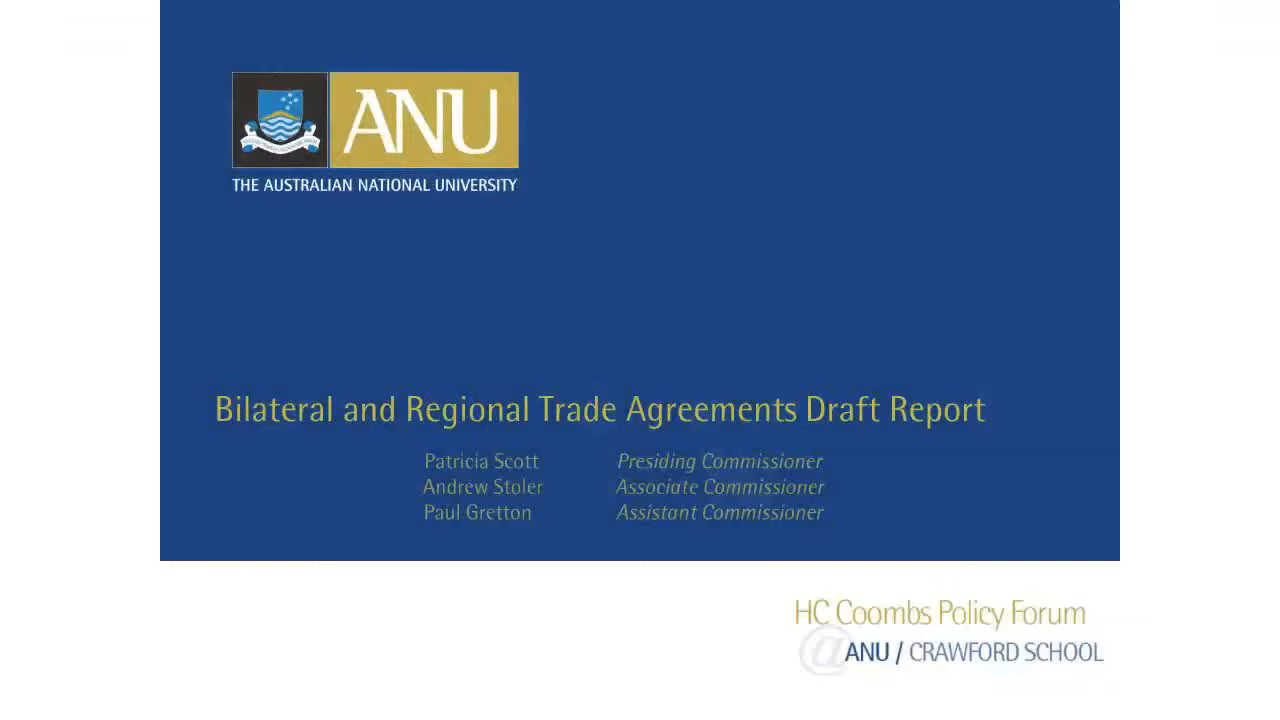 ANU
THE AUSTRALIAN NATIONAL UNIVERSITY
Bilateral and Regional Trade Agreements Draft Report
Patricia Scott Presiding Commissioner
Andrew Stoler Associate Commissioner
Paul Gretton Assistant Commissioner
HC Coombs Policy Forum
@ANU / CRAWFORD SCHOOL